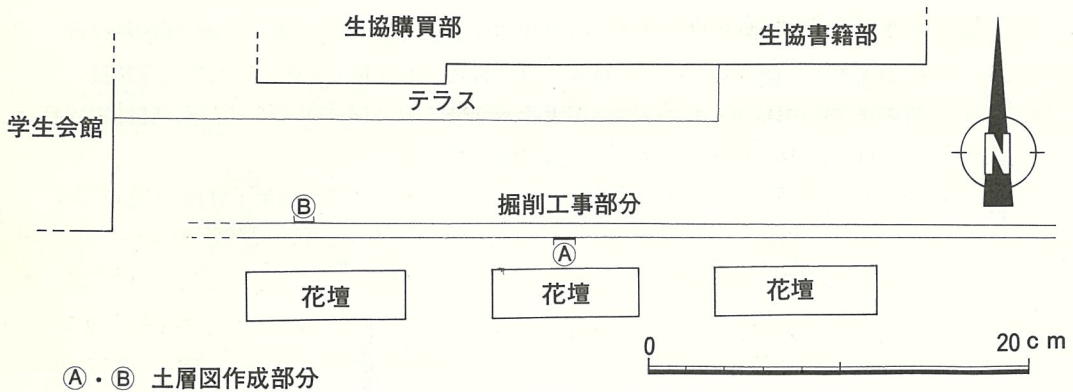 生協購買部
生協書籍部
テラス
学生会館
N
Ⓑ
掘削工事部分
Ⓐ
花壇
花壇
花壇
0
20cm
Ⓐ・Ⓑ 土層図作成部分